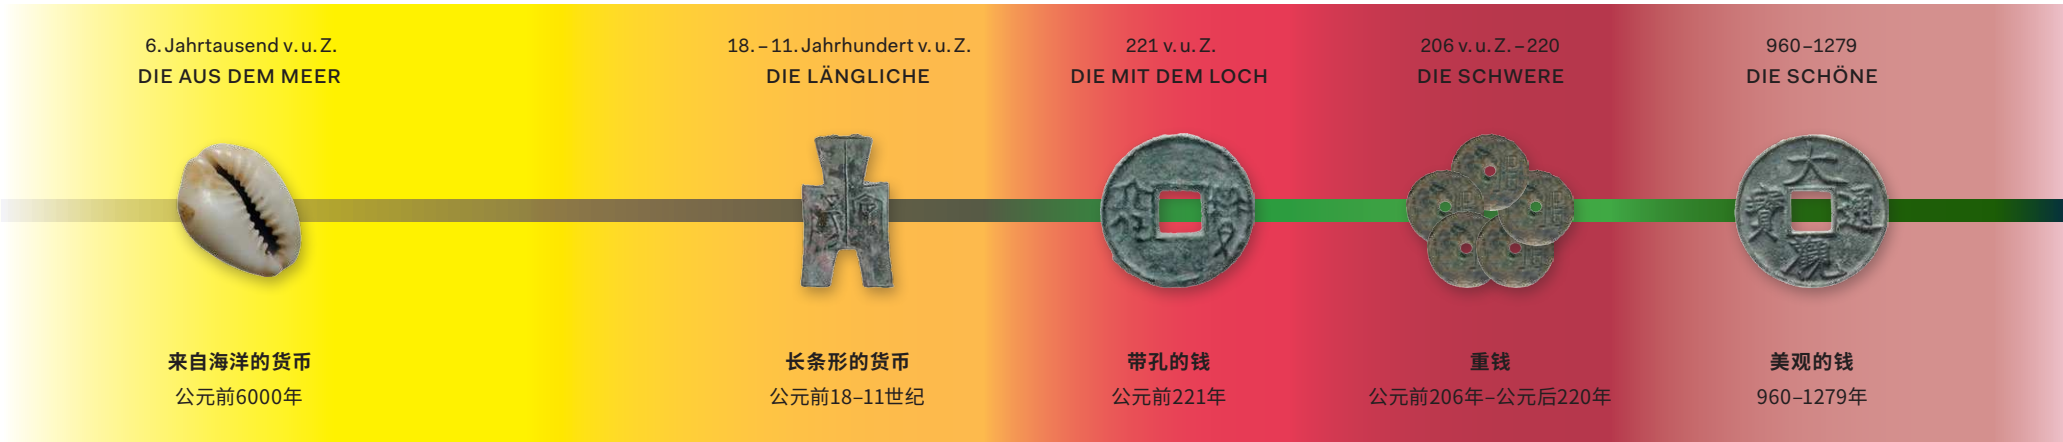 6. Jahrtausend v. u. Z.
DIE AUS DEM MEER
来自海洋的货币
公元前6000年
18. – 11. Jahrhundert v. u. Z.
DIE LÄNGLICHE
长条形的货币
公元前18–11世纪
221 v. u. Z.
DIE MIT DEM LOCH
带孔的钱
公元前221年
206 v. u. Z. – 220
DIE SCHWERE
重钱
公元前206年–公元后220年
960–1279
DIE SCHÖNE
大
通
觀
寶
美观的钱
960–1279年